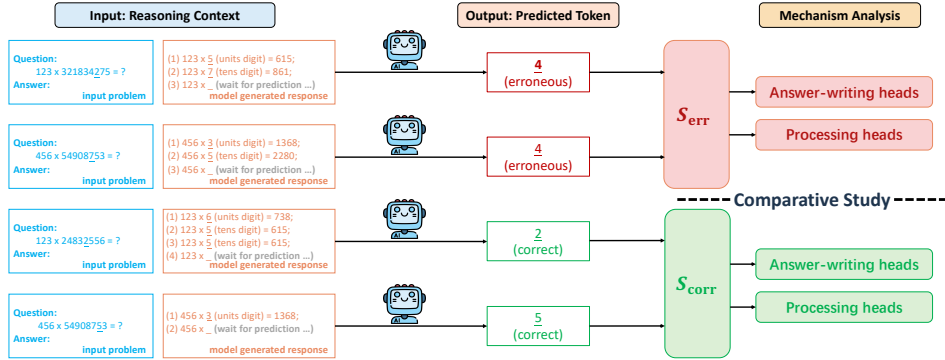 Input: Reasoning Context
Output: Predicted Token
Mechanism Analysis
Question:
123 x 321834275 = ?
Answer:
input problem
(1) 123 x 5 (units digit) = 615;
(2) 123 x 7 (tens digit) = 861;
(3) 123 x _ (wait for prediction ...)
model generated response
AI
4
(erroneous)
Question:
456 x 54908753 = ?
Answer:
input problem
(1) 456 x 3 (units digit) = 1368;
(2) 456 x 5 (tens digit) = 2280;
(3) 456 x _ (wait for prediction ...)
model generated response
AI
4
(erroneous)
S_err
Answer-writing heads
Processing heads
Comparative Study
Question:
123 x 24832556 = ?
Answer:
input problem
(1) 123 x 6 (units digit) = 738;
(2) 123 x 5 (tens digit) = 615;
(3) 123 x 5 (tens digit) = 615;
(4) 123 x _ (wait for prediction ...)
model generated response
AI
2
(correct)
Question:
456 x 54908753 = ?
Answer:
input problem
(1) 456 x 3 (units digit) = 1368;
(2) 456 x _ (wait for prediction ...)
model generated response
AI
5
(correct)
S_corr
Answer-writing heads
Processing heads